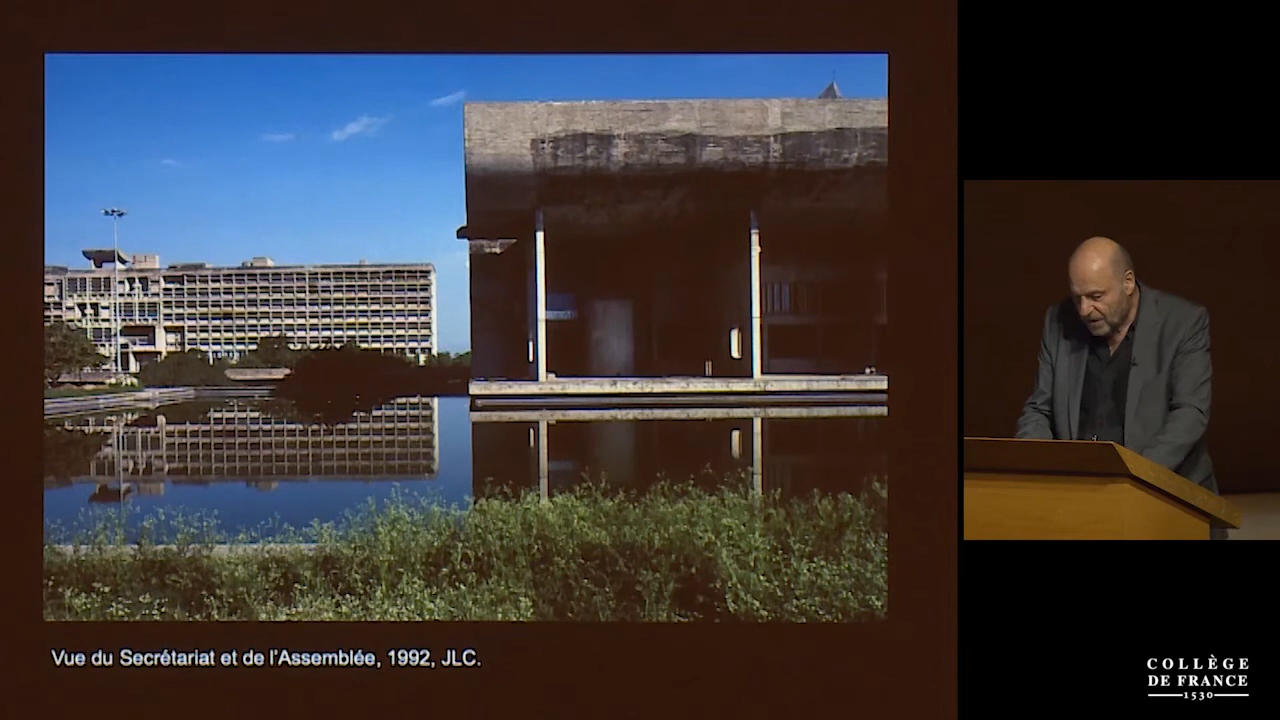 Vue du Secrétariat et de l'Assemblée, 1992, JLC.
COLLÈGE
DE FRANCE
1530